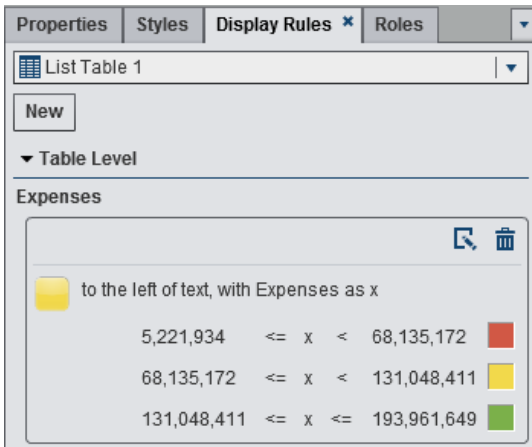 Properties Styles Display Rules × Roles
List Table 1
New
Table Level
Expenses
to the left of text, with Expenses as x
5,221,934 <= x < 68,135,172
68,135,172 <= x < 131,048,411
131,048,411 <= x <= 193,961,649